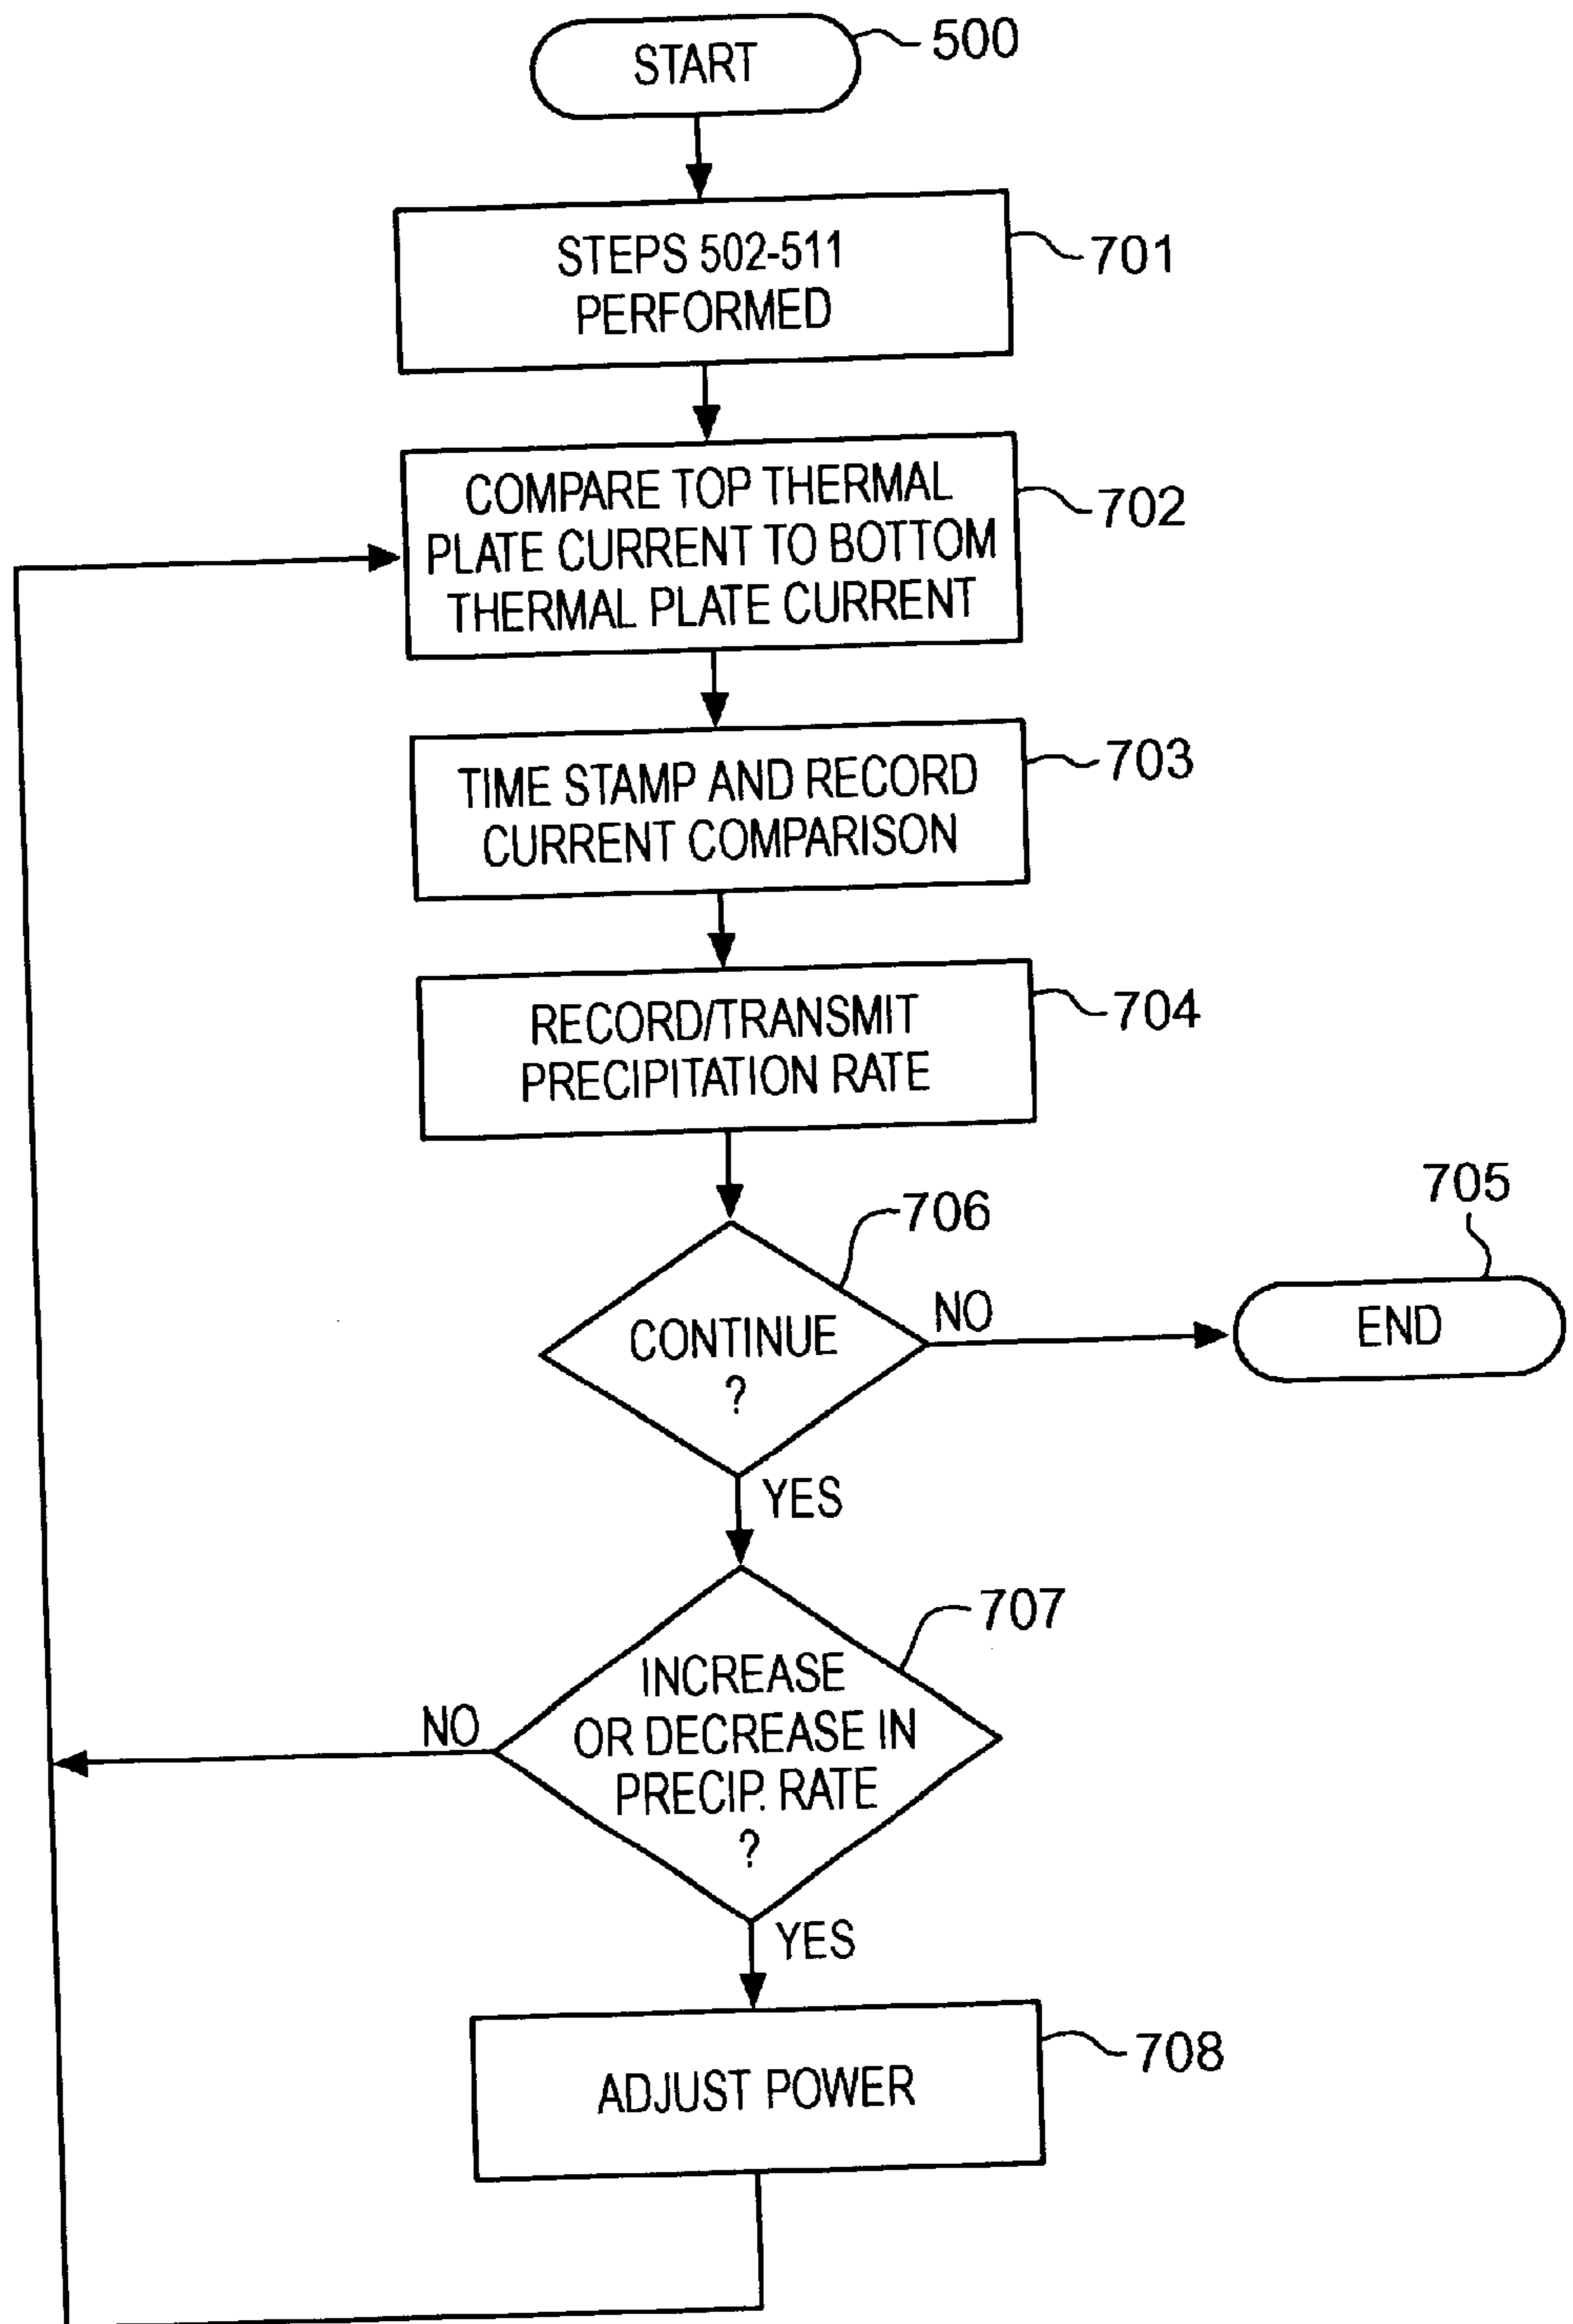 START
500
STEPS 502-511
PERFORMED
701
COMPARE TOP THERMAL
PLATE CURRENT TO BOTTOM
THERMAL PLATE CURRENT
702
TIME STAMP AND RECORD
CURRENT COMPARISON
703
RECORD/TRANSMIT
PRECIPITATION RATE
704
706
CONTINUE
?
NO
705
END
YES
707
INCREASE
OR DECREASE IN
PRECIP. RATE
?
NO
YES
ADJUST POWER
708